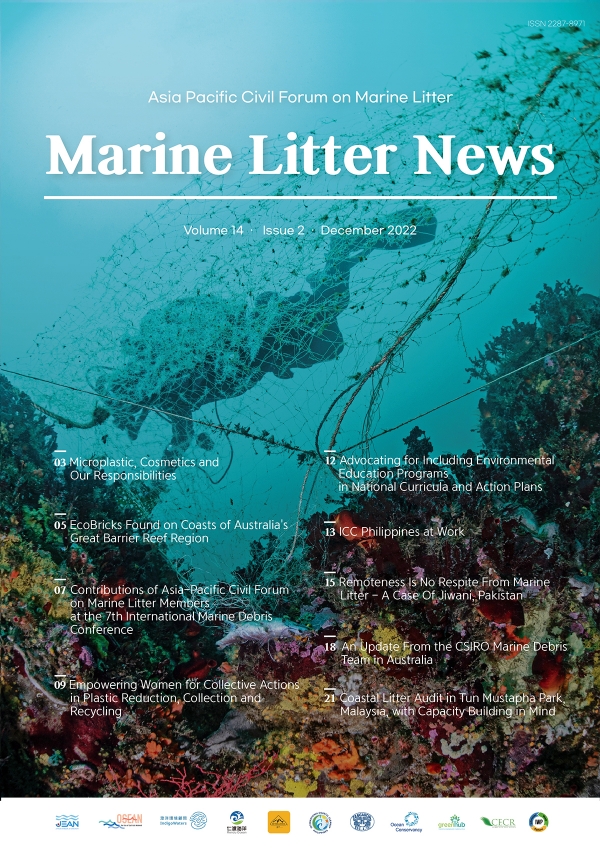 ISSN 2287-8971
Asia Pacific Civil Forum on Marine Litter
Marine Litter News
Volume 14 · Issue 2 · December 2022
03 Microplastic, Cosmetics and
Our Responsibilities
05 EcoBricks Found on Coasts of Australia's
Great Barrier Reef Region
07 Contributions of Asia-Pacific Civil Forum
on Marine Litter Members
at the 7th International Marine Debris
Conference
09 Empowering Women for Collective Actions
in Plastic Reduction, Collection and
Recycling
12 Advocating for Including Environmental
Education Programs
in National Curricula and Action Plans
13 ICC Philippines at Work
15 Remoteness Is No Respite From Marine
Litter – A Case Of Jiwani, Pakistan
18 An Update From the CSIRO Marine Debris
Team in Australia
21 Coastal Litter Audit in Tun Mustapha Park,
Malaysia, with Capacity Building in Mind
JEAN
OSEAN
IndigoWaters
Ocean
Conservancy
greenhub
CECR